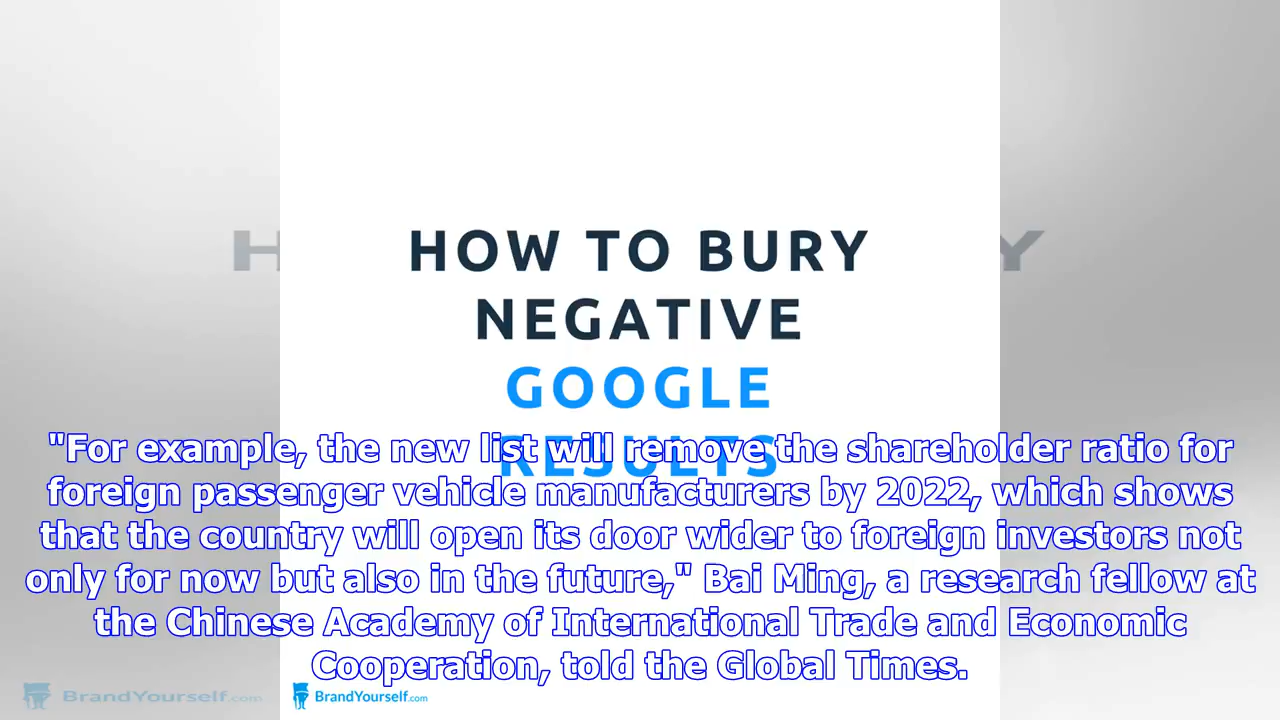 HOW TO BURY
NEGATIVE
GOOGLE
RESULTS
"For example, the new list will remove the shareholder ratio for
foreign passenger vehicle manufacturers by 2022, which shows
that the country will open its door wider to foreign investors not
only for now but also in the future," Bai Ming, a research fellow at
the Chinese Academy of International Trade and Economic
Cooperation, told the Global Times.
BrandYourself.com
BrandYourself.com
H
Y